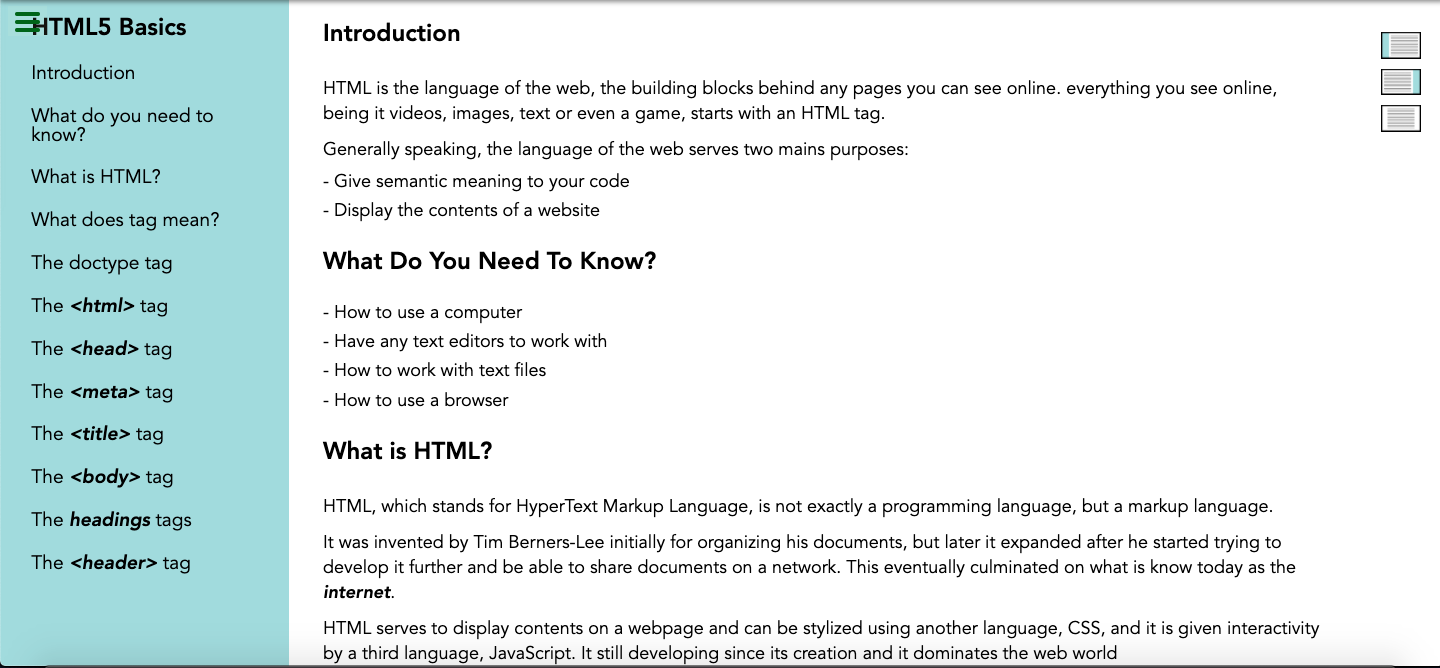 HTML5 Basics
Introduction
What do you need to
know?
What is HTML?
What does tag mean?
The doctype tag
The <html> tag
The <head> tag
The <meta> tag
The <title> tag
The <body> tag
The headings tags
The <header> tag
Introduction
HTML is the language of the web, the building blocks behind any pages you can see online. everything you see online,
being it videos, images, text or even a game, starts with an HTML tag.
Generally speaking, the language of the web serves two mains purposes:
- Give semantic meaning to your code
- Display the contents of a website
What Do You Need To Know?
- How to use a computer
- Have any text editors to work with
- How to work with text files
- How to use a browser
What is HTML?
HTML, which stands for HyperText Markup Language, is not exactly a programming language, but a markup language.
It was invented by Tim Berners-Lee initially for organizing his documents, but later it expanded after he started trying to
develop it further and be able to share documents on a network. This eventually culminated on what is know today as the
internet.
HTML serves to display contents on a webpage and can be stylized using another language, CSS, and it is given interactivity
by a third language, JavaScript. It still developing since its creation and it dominates the web world